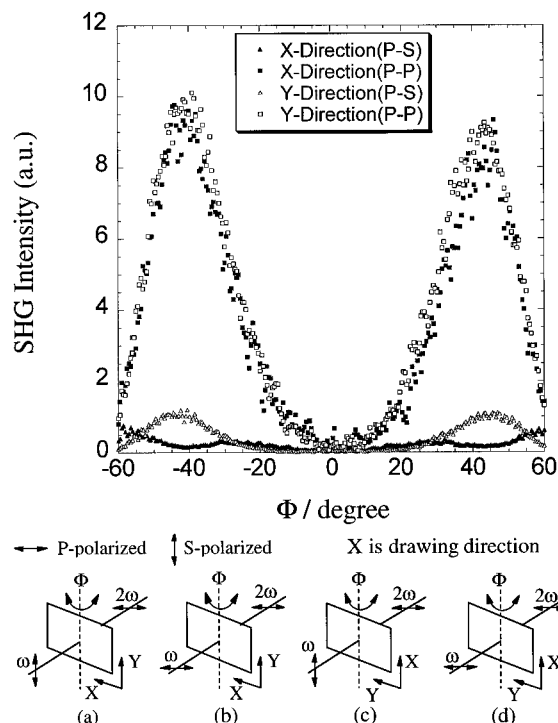 12
10
8
6
4
2
0
SHG Intensity (a.u.)
X-Direction(P-S)
X-Direction(P-P)
Y-Direction(P-S)
Y-Direction(P-P)
-60 -40 -20 0 20 40 60
Φ / degree
P-polarized S-polarized X is drawing direction
Φ 2ω ω Y X (a)
Φ 2ω ω Y X (b)
Φ 2ω ω X Y (c)
Φ 2ω ω X Y (d)